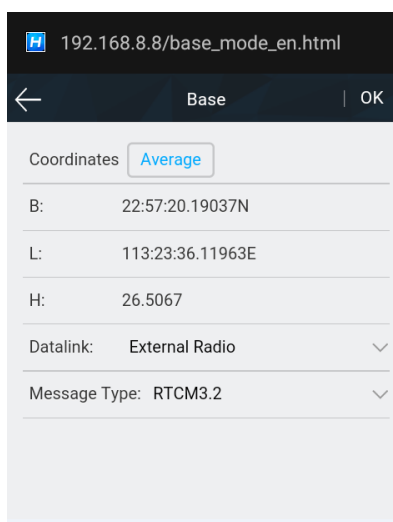 H 192.168.8.8/base_mode_en.html
Base | OK
Coordinates Average
B: 22:57:20.19037N
L: 113:23:36.11963E
H: 26.5067
Datalink: External Radio
Message Type: RTCM3.2